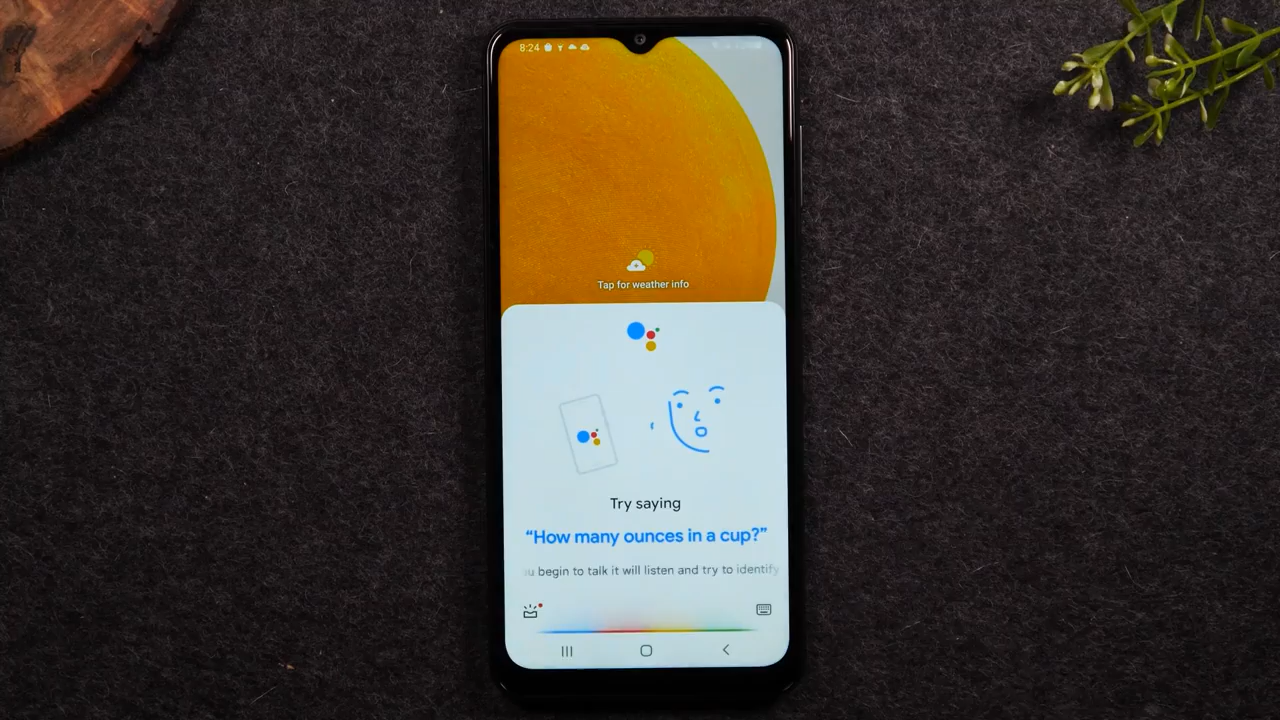 8:24
Tap for weather info
Try saying
“How many ounces in a cup?”
begin to talk it will listen and try to identify